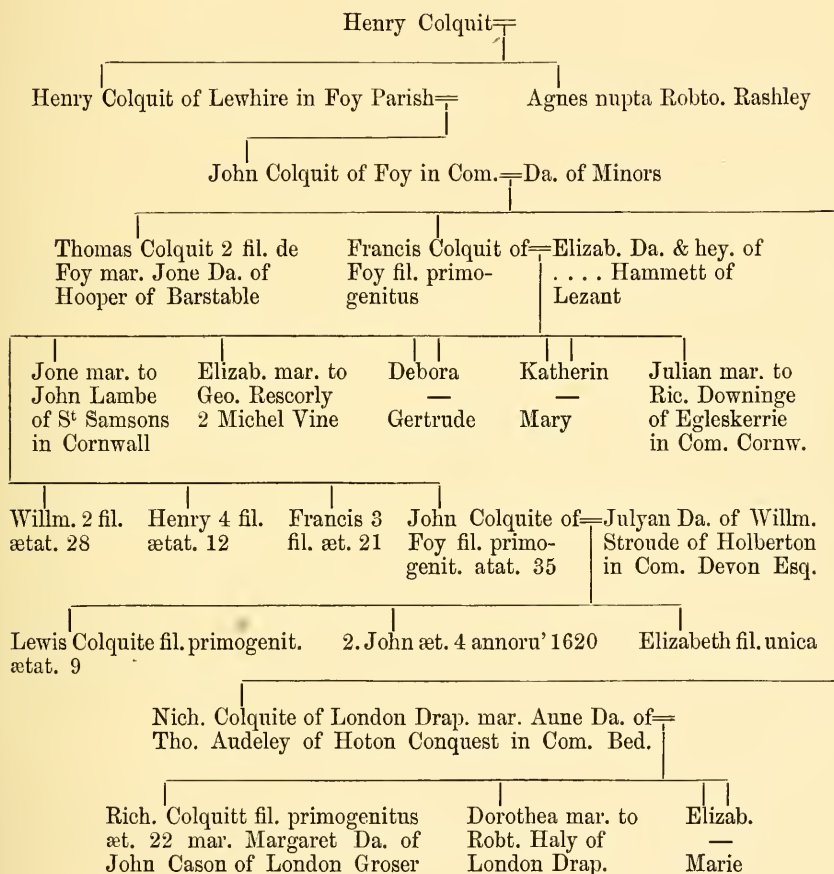 Henry Colquit
Henry Colquit of Lewhire in Foy Parish
Agnes nupta Robto. Rashley
John Colquit of Foy in Com. Da. of Minors
Thomas Colquit 2 fil. de
Foy mar. Jone Da. of
Hooper of Barstable
Francis Colquit of
Foy fil. primo-
genitus
Elizab. Da. & hey. of
. . . . Hammett of
Lezant
Jone mar. to
John Lambe
of St Samsons
in Cornwall
Elizab. mar. to
Geo. Rescorly
2 Michel Vine
Debora
—
Gertrude
Katherin
—
Mary
Julian mar. to
Ric. Downinge
of Egleskerrie
in Com. Cornw.
Willm. 2 fil.
ætat. 28
Henry 4 fil.
ætat. 12
Francis 3
fil. æt. 21
John Colquite of
Foy fil. primo-
genit. atat. 35
Julyan Da. of Willm.
Stroude of Holberton
in Com. Devon Esq.
Lewis Colquite fil. primogenit.
ætat. 9
2. John æt. 4 annoru' 1620
Elizabeth fil. unica
Nich. Colquite of London Drap. mar. Anne Da. of
Tho. Audeley of Hoton Conquest in Com. Bed.
Rich. Colquitt fil. primogenitus
æt. 22 mar. Margaret Da. of
John Cason of London Groser
Dorothea mar. to
Robt. Haly of
London Drap.
Elizab.
—
Marie